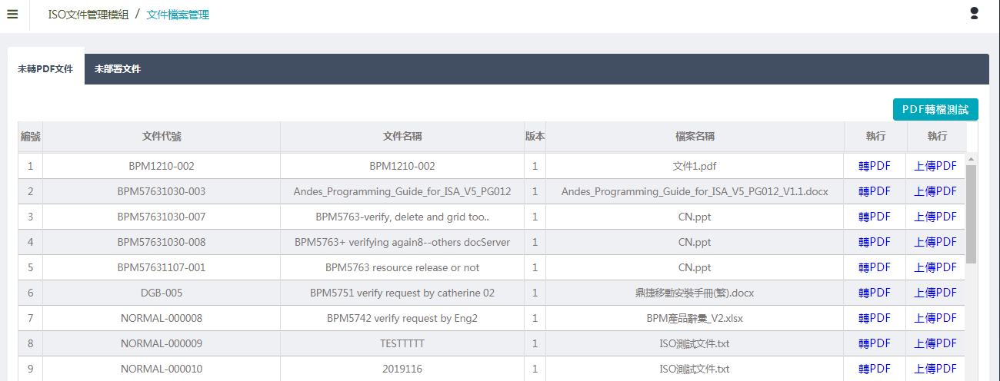 ISO文件管理模組 / 文件檔案管理
未轉PDF文件 未部署文件
PDF轉檔測試
編號 文件代號 文件名稱 版本 檔案名稱 執行 執行
1 BPM1210-002 BPM1210-002 1 文件1.pdf 轉PDF 上傳PDF
2 BPM57631030-003 Andes_Programming_Guide_for_ISA_V5_PG012 1 Andes_Programming_Guide_for_ISA_V5_PG012_V1.1.docx 轉PDF 上傳PDF
3 BPM57631030-007 BPM5763-verify, delete and grid too.. 1 CN.ppt 轉PDF 上傳PDF
4 BPM57631030-008 BPM5763+ verifying again8--others docServer 1 CN.ppt 轉PDF 上傳PDF
5 BPM57631107-001 BPM5763 resource release or not 1 CN.ppt 轉PDF 上傳PDF
6 DGB-005 BPM5751 verify request by catherine 02 1 鼎捷移動安裝手冊(繁).docx 轉PDF 上傳PDF
7 NORMAL-000008 BPM5742 verify request by Eng2 1 BPM產品辭彙_V2.xlsx 轉PDF 上傳PDF
8 NORMAL-000009 TESTTTTT 1 ISO測試文件.txt 轉PDF 上傳PDF
9 NORMAL-000010 2019116 1 ISO測試文件.txt 轉PDF 上傳PDF